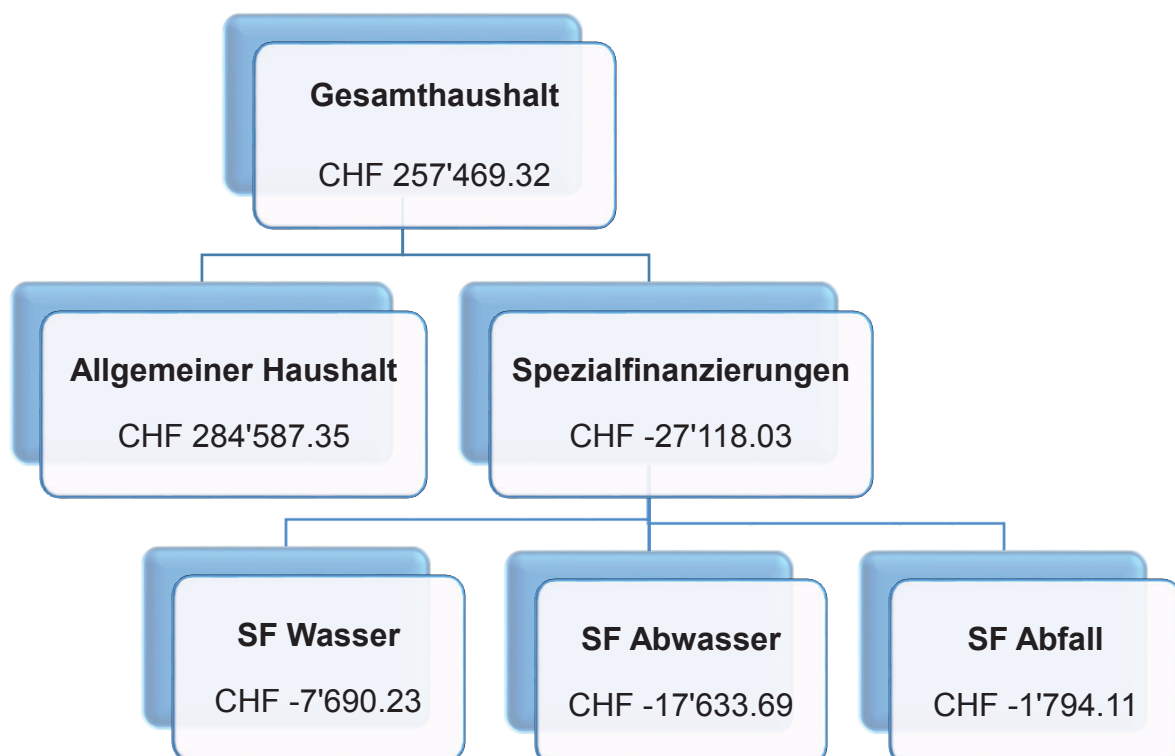 Gesamthaushalt
CHF 257'469.32
Allgemeiner Haushalt
CHF 284'587.35
Spezialfinanzierungen
CHF -27'118.03
SF Wasser
CHF -7'690.23
SF Abwasser
CHF -17'633.69
SF Abfall
CHF -1'794.11